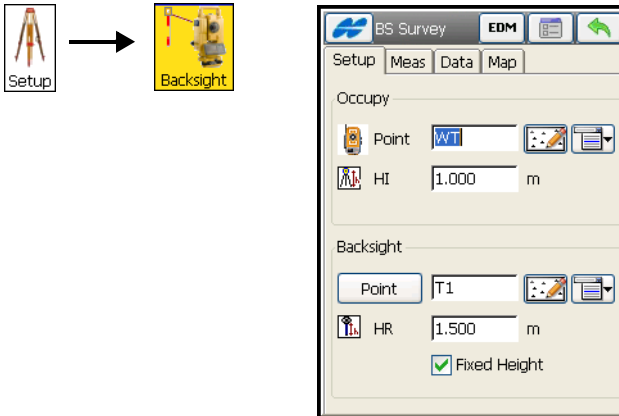 Setup
Backsight
BS Survey EDM
Setup Meas Data Map
Occupy
Point WT
HI 1.000 m
Backsight
Point T1
HR 1.500 m
Fixed Height